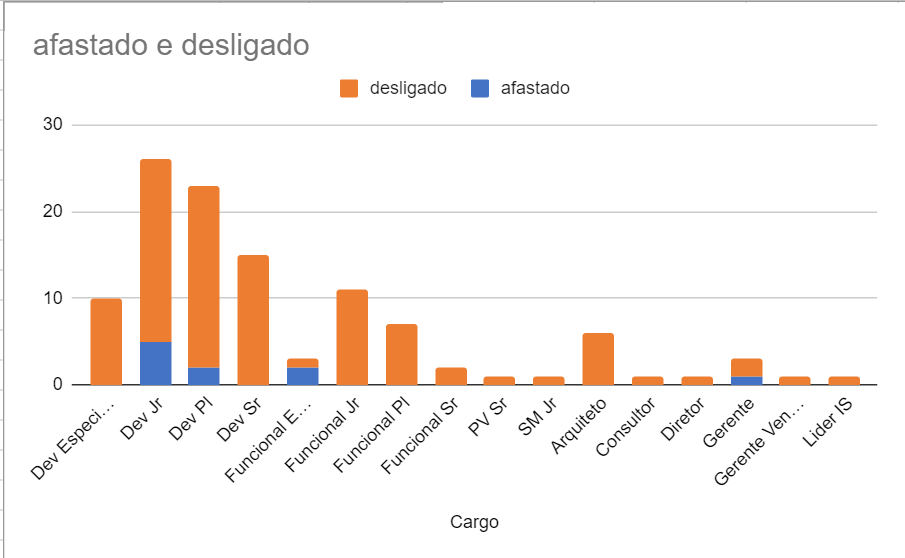 afastado e desligado
desligado
afastado
30
20
10
0
Dev Especi...
Dev Jr
Dev Pl
Dev Sr
Funcional E...
Funcional Jr
Funcional Pl
Funcional Sr
PV Sr
SM Jr
Arquiteto
Consultor
Diretor
Gerente
Gerente Ven...
Lider IS
Cargo